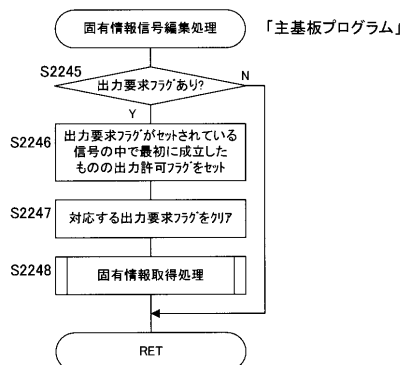 固有情報信号編集処理
「主基板プログラム」
S2245
N
出力要求フラグあり?
Y
S2246
出力要求フラグがセットされている
信号の中で最初に成立した
ものの出力許可フラグをセット
S2247
対応する出力要求フラグをクリア
S2248
固有情報取得処理
RET